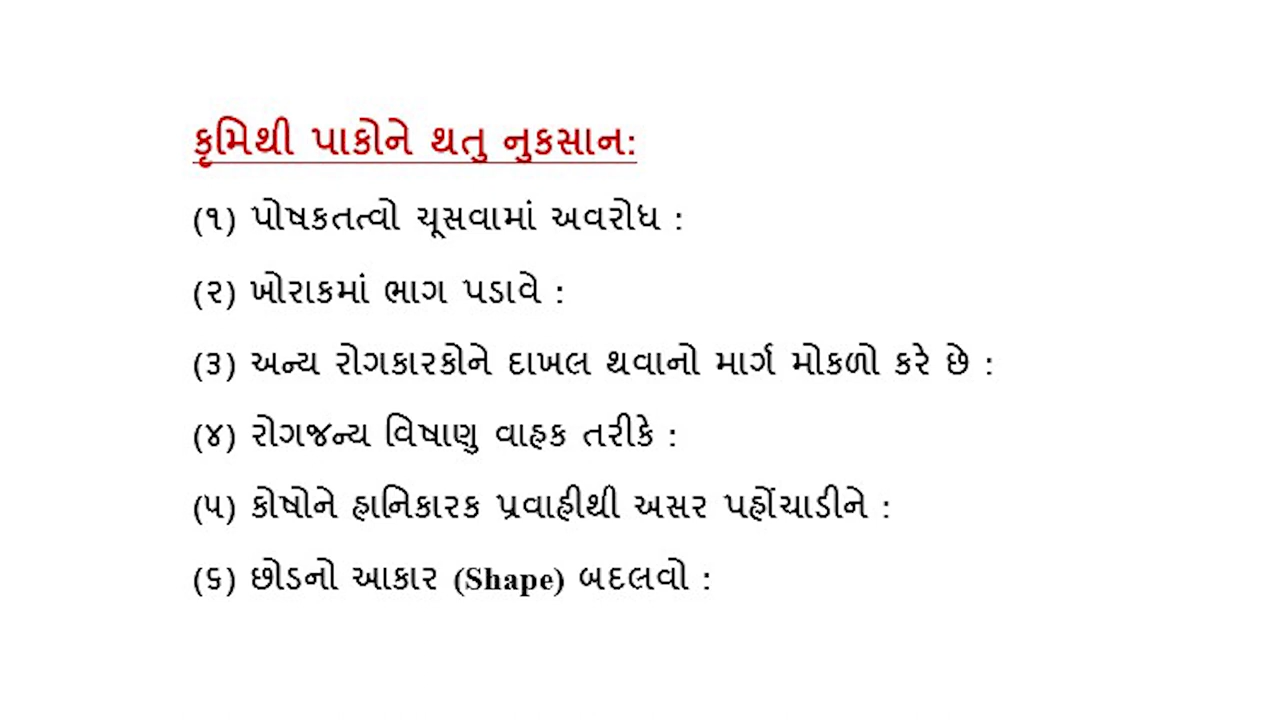 કૃમિથી પાકોને થતુ નુકસાન:
(૧) પોષકતત્વો ચૂસવામાં અવરોધ :
(૨) ખોરાકમાં ભાગ પડાવે :
(૩) અન્ય રોગકારકોને દાખલ થવાનો માર્ગ મોકળો કરે છે :
(૪) રોગજન્ય વિષાણુ વાહક તરીકે :
(૫) કોષોને હાનિકારક પ્રવાહીથી અસર પહોંચાડીને :
(૬) છોડનો આકાર (Shape) બદલવો :